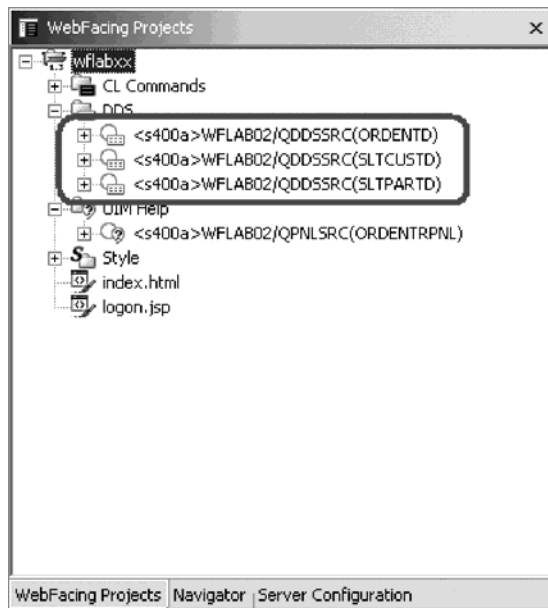 WebFacing Projects
wflabxx
CL Commands
DDS
<s400a>WFLAB02/QDDSSRC(ORDENTD)
<s400a>WFLAB02/QDDSSRC(SLTCUSTD)
<s400a>WFLAB02/QDDSSRC(SLTPARTD)
UIM Help
<s400a>WFLAB02/QPNLSRC(ORDENTRPNL)
Style
index.html
logon.jsp
WebFacing Projects Navigator Server Configuration